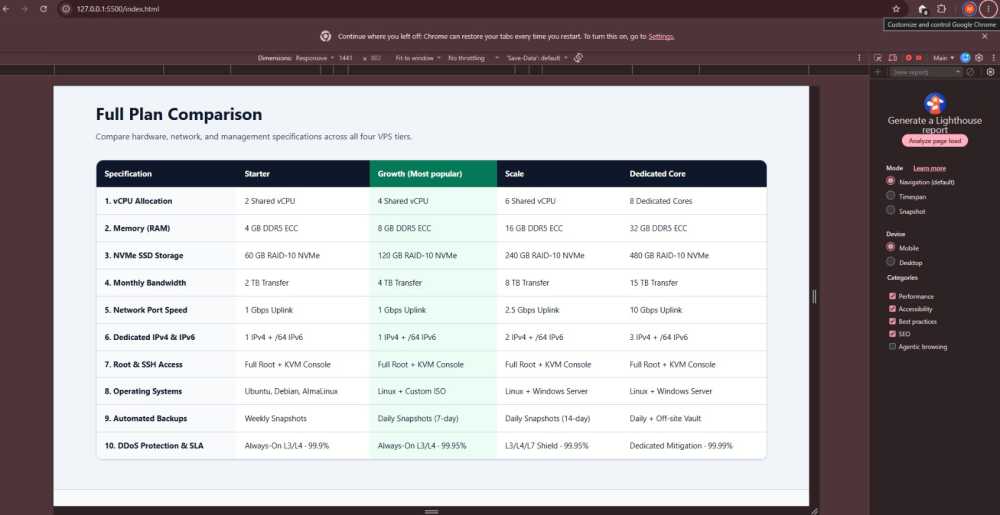 127.0.0.1:5500/index.html
Customize and control Google Chrome
Continue where you left off: Chrome can restore your tabs every time you restart. To turn this on, go to Settings.
Dimensions: Responsive 1441 × 802 Fit to window No throttling 'Save-Data': default
Main
(new report)
Generate a Lighthouse
report
Analyze page load
Mode Learn more
Navigation (default)
Timespan
Snapshot
Device
Mobile
Desktop
Categories
Performance
Accessibility
Best practices
SEO
Agentic browsing
Full Plan Comparison
Compare hardware, network, and management specifications across all four VPS tiers.
Specification Starter Growth (Most popular) Scale Dedicated Core
1. vCPU Allocation 2 Shared vCPU 4 Shared vCPU 6 Shared vCPU 8 Dedicated Cores
2. Memory (RAM) 4 GB DDR5 ECC 8 GB DDR5 ECC 16 GB DDR5 ECC 32 GB DDR5 ECC
3. NVMe SSD Storage 60 GB RAID-10 NVMe 120 GB RAID-10 NVMe 240 GB RAID-10 NVMe 480 GB RAID-10 NVMe
4. Monthly Bandwidth 2 TB Transfer 4 TB Transfer 8 TB Transfer 15 TB Transfer
5. Network Port Speed 1 Gbps Uplink 1 Gbps Uplink 2.5 Gbps Uplink 10 Gbps Uplink
6. Dedicated IPv4 & IPv6 1 IPv4 + /64 IPv6 1 IPv4 + /64 IPv6 2 IPv4 + /64 IPv6 3 IPv4 + /64 IPv6
7. Root & SSH Access Full Root + KVM Console Full Root + KVM Console Full Root + KVM Console Full Root + KVM Console
8. Operating Systems Ubuntu, Debian, AlmaLinux Linux + Custom ISO Linux + Windows Server Linux + Windows Server
9. Automated Backups Weekly Snapshots Daily Snapshots (7-day) Daily Snapshots (14-day) Daily + Off-site Vault
10. DDoS Protection & SLA Always-On L3/L4 · 99.9% Always-On L3/L4 · 99.95% L3/L4/L7 Shield · 99.95% Dedicated Mitigation · 99.99%